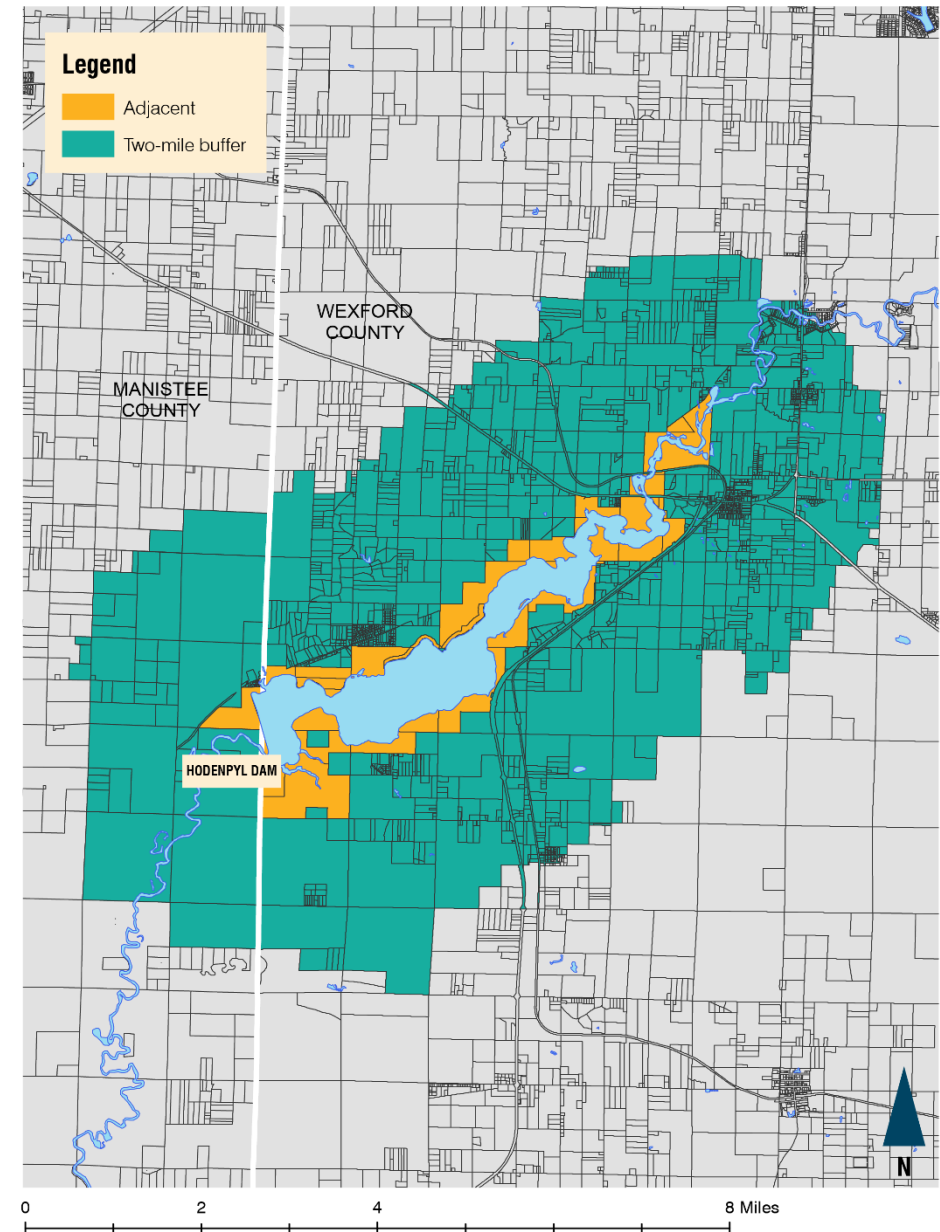 Legend
Adjacent
Two-mile buffer
WEXFORD
COUNTY
MANISTEE
COUNTY
HODENPYL DAM
N
0 2 4 8 Miles